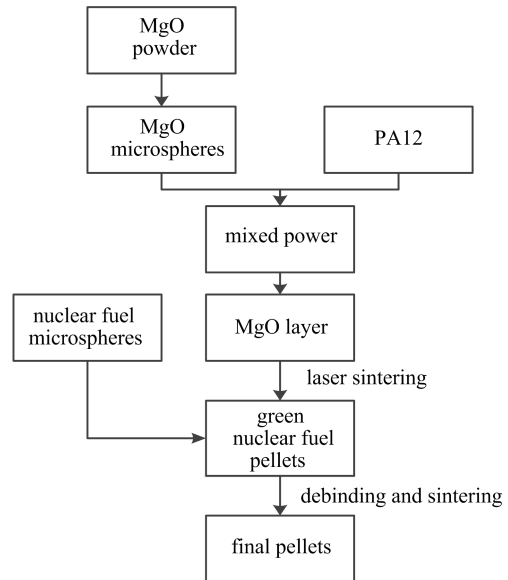 MgO
powder
MgO
microspheres
PA12
mixed power
nuclear fuel
microspheres
MgO layer
laser sintering
green
nuclear fuel
pellets
debinding and sintering
final pellets